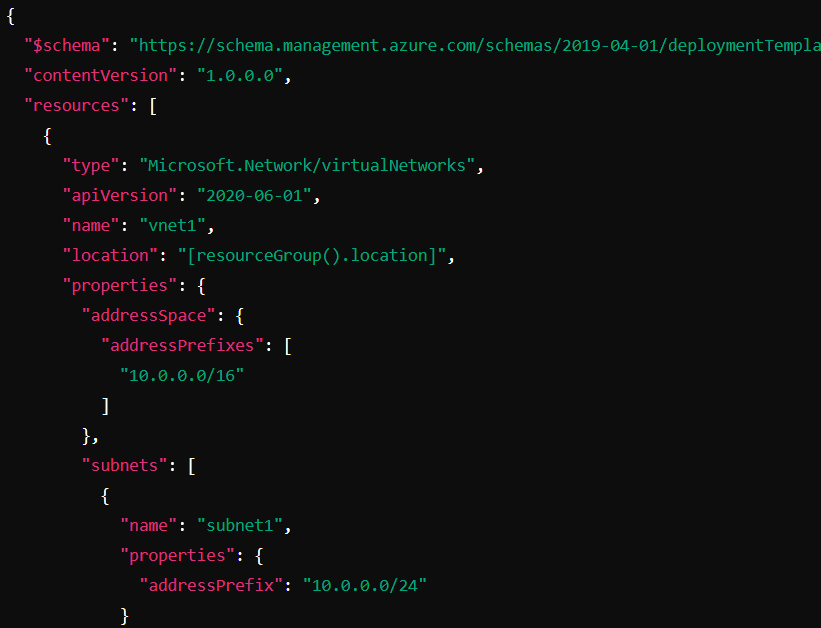 {
"$schema": "https://schema.management.azure.com/schemas/2019-04-01/deploymentTempla
"contentVersion": "1.0.0.0",
"resources": [
{
"type": "Microsoft.Network/virtualNetworks",
"apiVersion": "2020-06-01",
"name": "vnet1",
"location": "[resourceGroup().location]",
"properties": {
"addressSpace": {
"addressPrefixes": [
"10.0.0.0/16"
]
},
"subnets": [
{
"name": "subnet1",
"properties": {
"addressPrefix": "10.0.0.0/24"
}